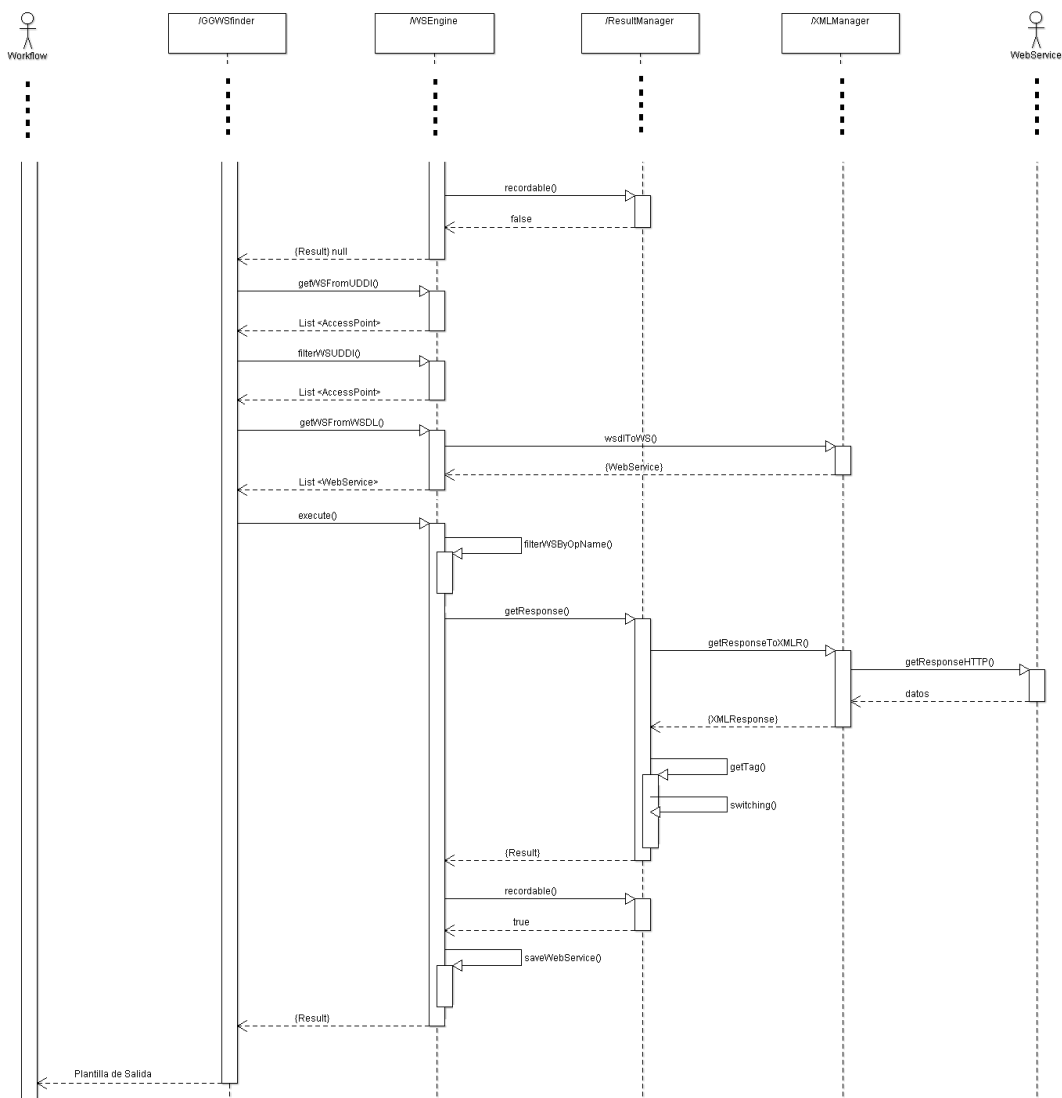 /GGWSfinder
/WSEngine
/ResultManager
/XMLManager
Workflow
WebService
recordable()
false
{Result} null
getWSFromUDDI()
List <AccessPoint>
filterWSUDDI()
List <AccessPoint>
getWSFromWSDL()
wsdlToWS()
{WebService}
List <WebService>
execute()
filterWSByOpName()
getResponse()
getResponseToXMLR()
getResponseHTTP()
datos
{XMLResponse}
getTag()
switching()
{Result}
recordable()
true
saveWebService()
{Result}
Plantilla de Salida